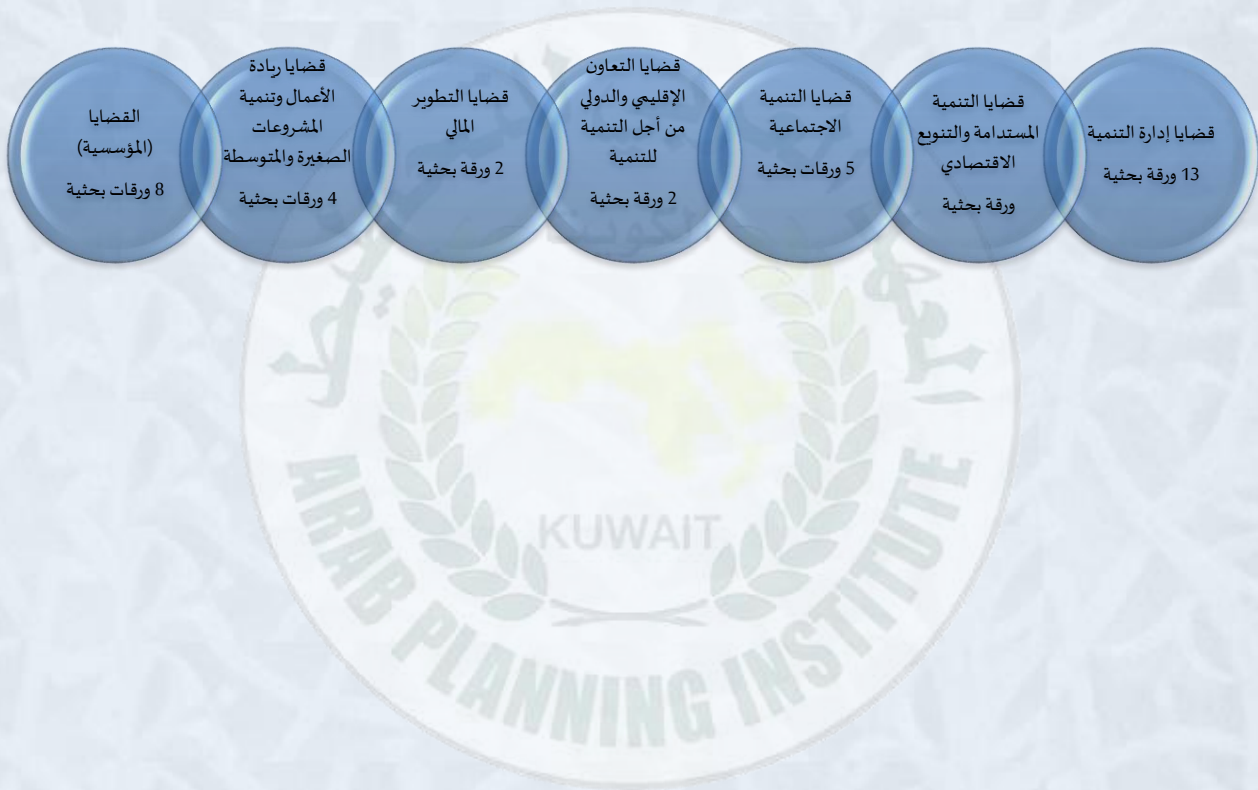 قضايا إدارة التنمية
13 ورقة بحثية
قضايا التنمية
المستدامة والتنويع
الاقتصادي
ورقة بحثية
قضايا التنمية
الاجتماعية
5 ورقات بحثية
قضايا التعاون
الإقليمي والدولي
من أجل التنمية
للتنمية
2 ورقة بحثية
قضايا التطوير
المالي
2 ورقة بحثية
قضايا ريادة
الأعمال وتنمية
المشروعات
الصغيرة والمتوسطة
4 ورقات بحثية
القضايا
(المؤسسية)
8 ورقات بحثية
KUWAIT
ARAB PLANNING INSTITUTE